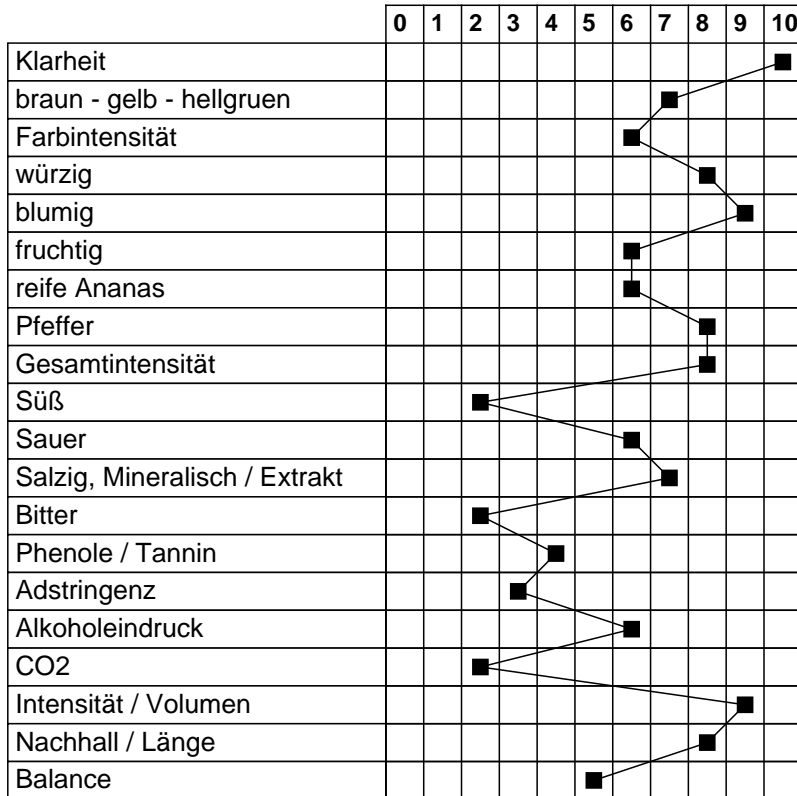 0 1 2 3 4 5 6 7 8 9 10
Klarheit
braun - gelb - hellgruen
Farbintensität
würzig
blumig
fruchtig
reife Ananas
Pfeffer
Gesamtintensität
Süß
Sauer
Salzig, Mineralisch / Extrakt
Bitter
Phenole / Tannin
Adstringenz
Alkoholeindruck
CO2
Intensität / Volumen
Nachhall / Länge
Balance